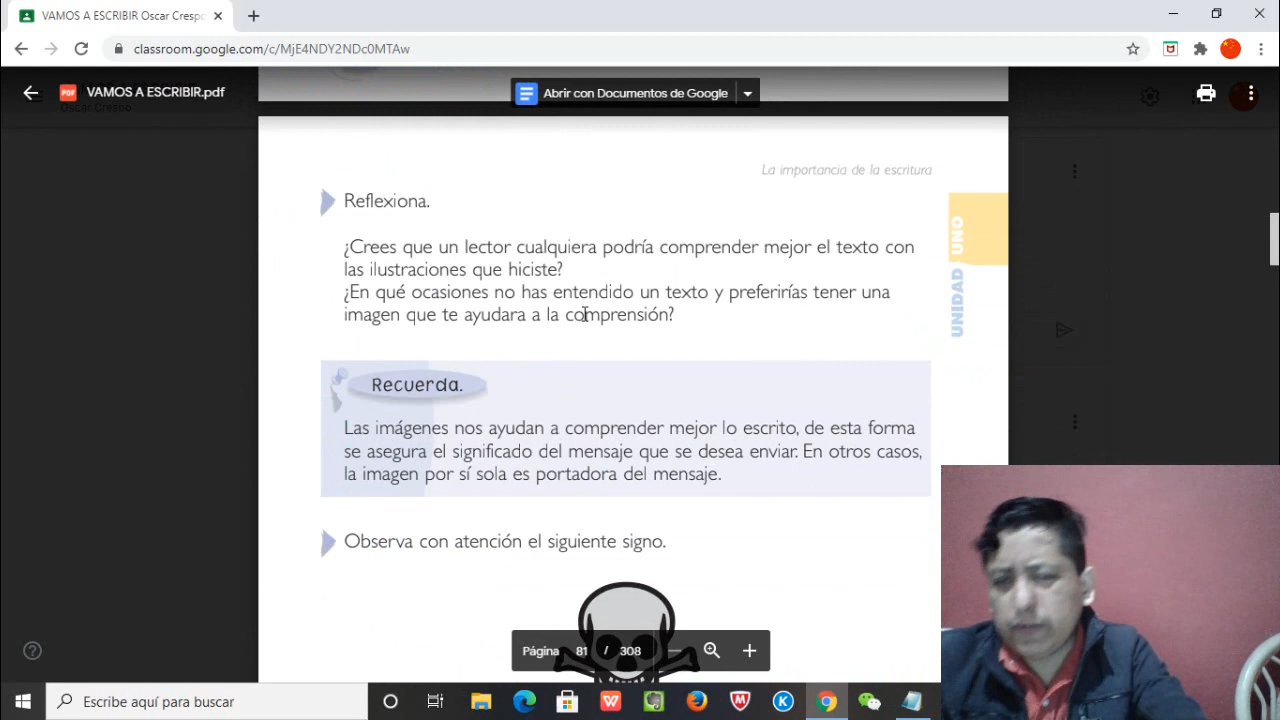 VAMOS A ESCRIBIR Oscar Crespo
classroom.google.com/c/MjE4NDY2NDc0MTAw
VAMOS A ESCRIBIR.pdf
Oscar Crespo
Abrir con Documentos de Google
La importancia de la escritura
Reflexiona.
¿Crees que un lector cualquiera podría comprender mejor el texto con
las ilustraciones que hiciste?
¿En qué ocasiones no has entendido un texto y preferirías tener una
imagen que te ayudara a la comprensión?
UNIDAD UNO
Recuerda.
Las imágenes nos ayudan a comprender mejor lo escrito, de esta forma
se asegura el significado del mensaje que se desea enviar. En otros casos,
la imagen por sí sola es portadora del mensaje.
Observa con atención el siguiente signo.
Página 81 / 308
Escribe aquí para buscar